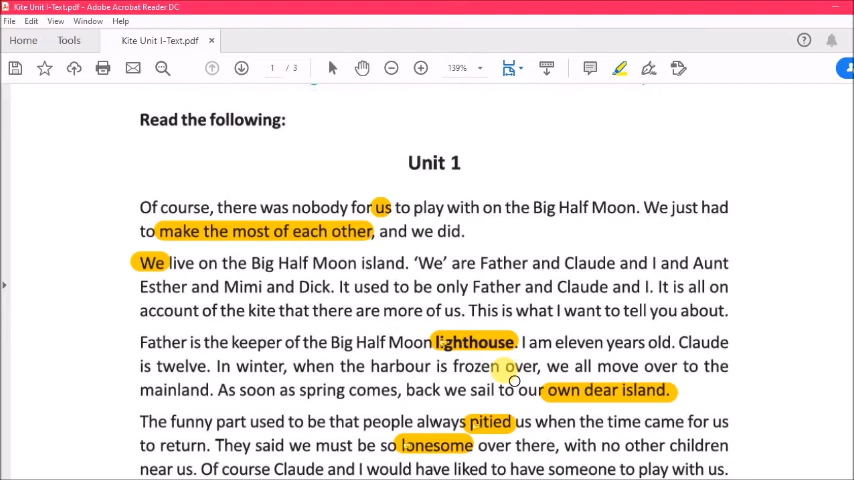 Kite Unit I-Text.pdf - Adobe Acrobat Reader DC
File Edit View Window Help
Home Tools Kite Unit I-Text.pdf ×
1 / 3 139%
Read the following:
Unit 1
Of course, there was nobody for us to play with on the Big Half Moon. We just had
to make the most of each other, and we did.
We live on the Big Half Moon island. ‘We’ are Father and Claude and I and Aunt
Esther and Mimi and Dick. It used to be only Father and Claude and I. It is all on
account of the kite that there are more of us. This is what I want to tell you about.
Father is the keeper of the Big Half Moon lighthouse. I am eleven years old. Claude
is twelve. In winter, when the harbour is frozen over, we all move over to the
mainland. As soon as spring comes, back we sail to our own dear island.
The funny part used to be that people always pitied us when the time came for us
to return. They said we must be so lonesome over there, with no other children
near us. Of course Claude and I would have liked to have someone to play with us.